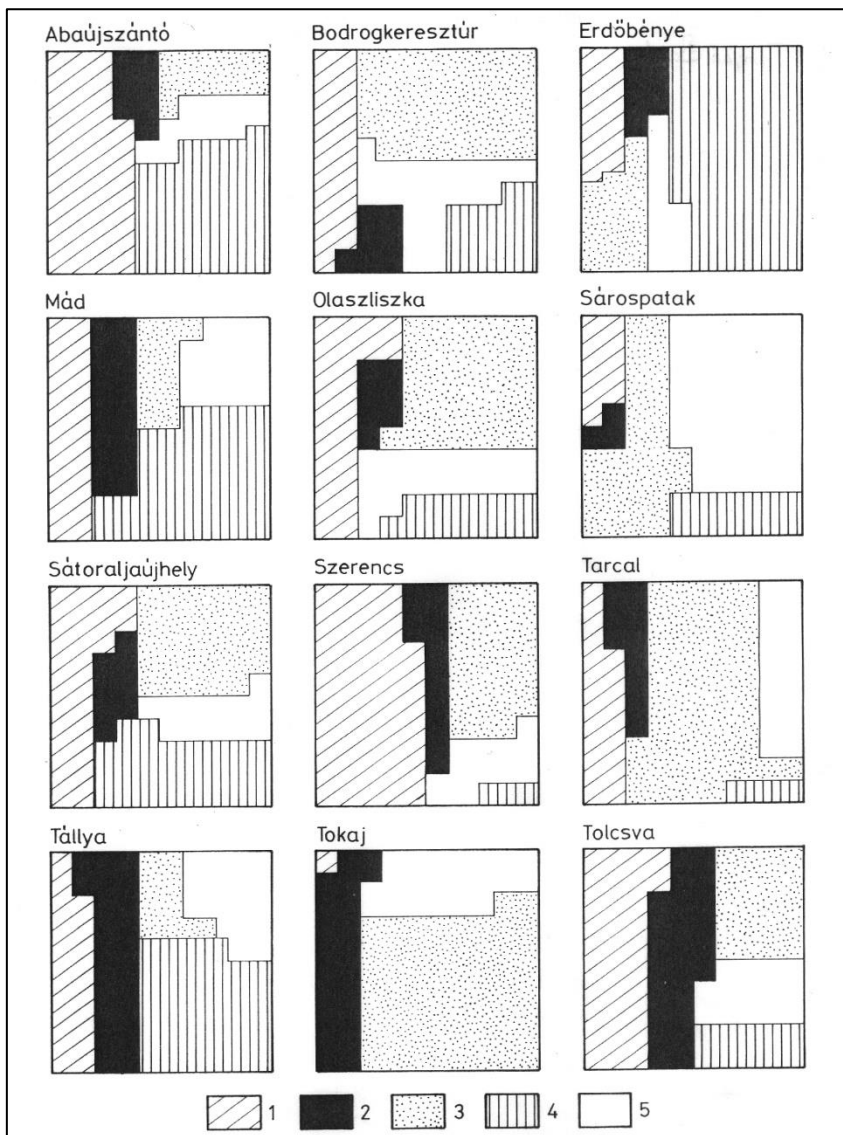 Abaújszántó Bodrogkeresztúr Erdőbénye
Mád Olaszliszka Sárospatak
Sátoraljaújhely Szerencs Tarcal
Tállya Tokaj Tolcsva
1 2 3 4 5